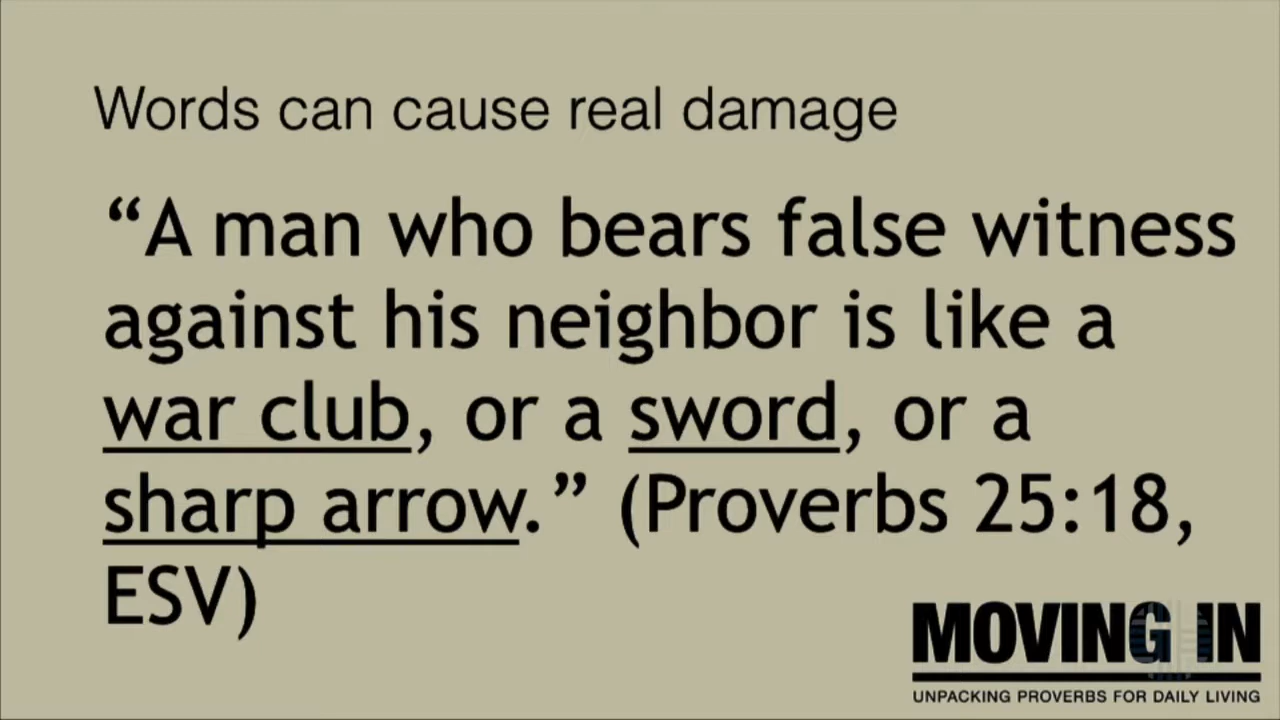 Words can cause real damage
“A man who bears false witness
against his neighbor is like a
war club, or a sword, or a
sharp arrow.” (Proverbs 25:18,
ESV)
MOVING IN
UNPACKING PROVERBS FOR DAILY LIVING